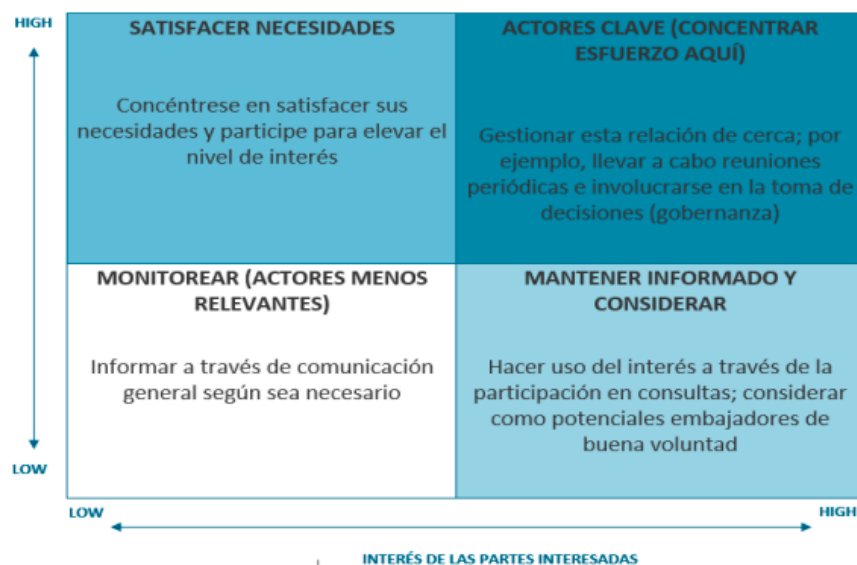 HIGH
SATISFACER NECESIDADES
Concéntrese en satisfacer sus
necesidades y participe para elevar el
nivel de interés
ACTORES CLAVE (CONCENTRAR
ESFUERZO AQUÍ)
Gestionar esta relación de cerca; por
ejemplo, llevar a cabo reuniones
periódicas e involucrarse en la toma de
decisiones (gobernanza)
MONITOREAR (ACTORES MENOS
RELEVANTES)
Informar a través de comunicación
general según sea necesario
MANTENER INFORMADO Y
CONSIDERAR
Hacer uso del interés a través de la
participación en consultas; considerar
como potenciales embajadores de
buena voluntad
LOW
LOW
HIGH
INTERÉS DE LAS PARTES INTERESADAS